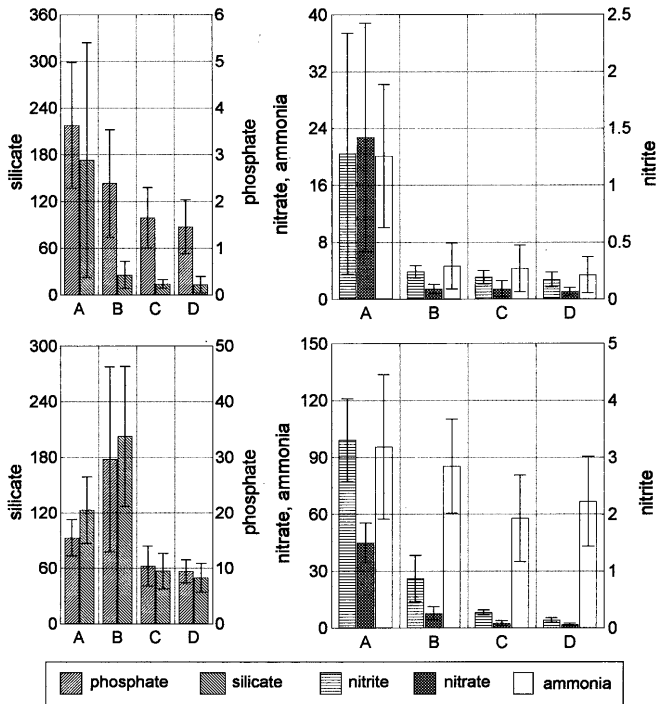 360
300
240
180
120
60
0
silicate
A
B
C
D
6
5
4
3
2
1
0
phosphate
40
32
24
16
8
0
nitrate, ammonia
A
B
C
D
2.5
2
1.5
1
0.5
0
nitrite
300
240
180
120
60
0
silicate
A
B
C
D
50
40
30
20
10
0
phosphate
150
120
90
60
30
0
nitrate, ammonia
A
B
C
D
5
4
3
2
1
0
nitrite
phosphate silicate nitrite nitrate ammonia